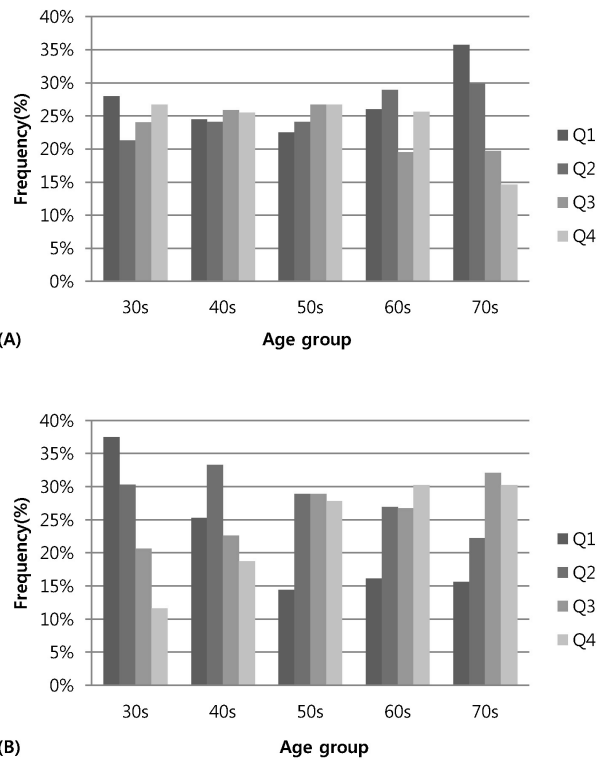 40%
35%
30%
25%
20%
15%
10%
5%
0%
Frequency(%)
30s 40s 50s 60s 70s
Age group
Q1
Q2
Q3
Q4
(A)
40%
35%
30%
25%
20%
15%
10%
5%
0%
Frequency(%)
30s 40s 50s 60s 70s
Age group
Q1
Q2
Q3
Q4
(B)